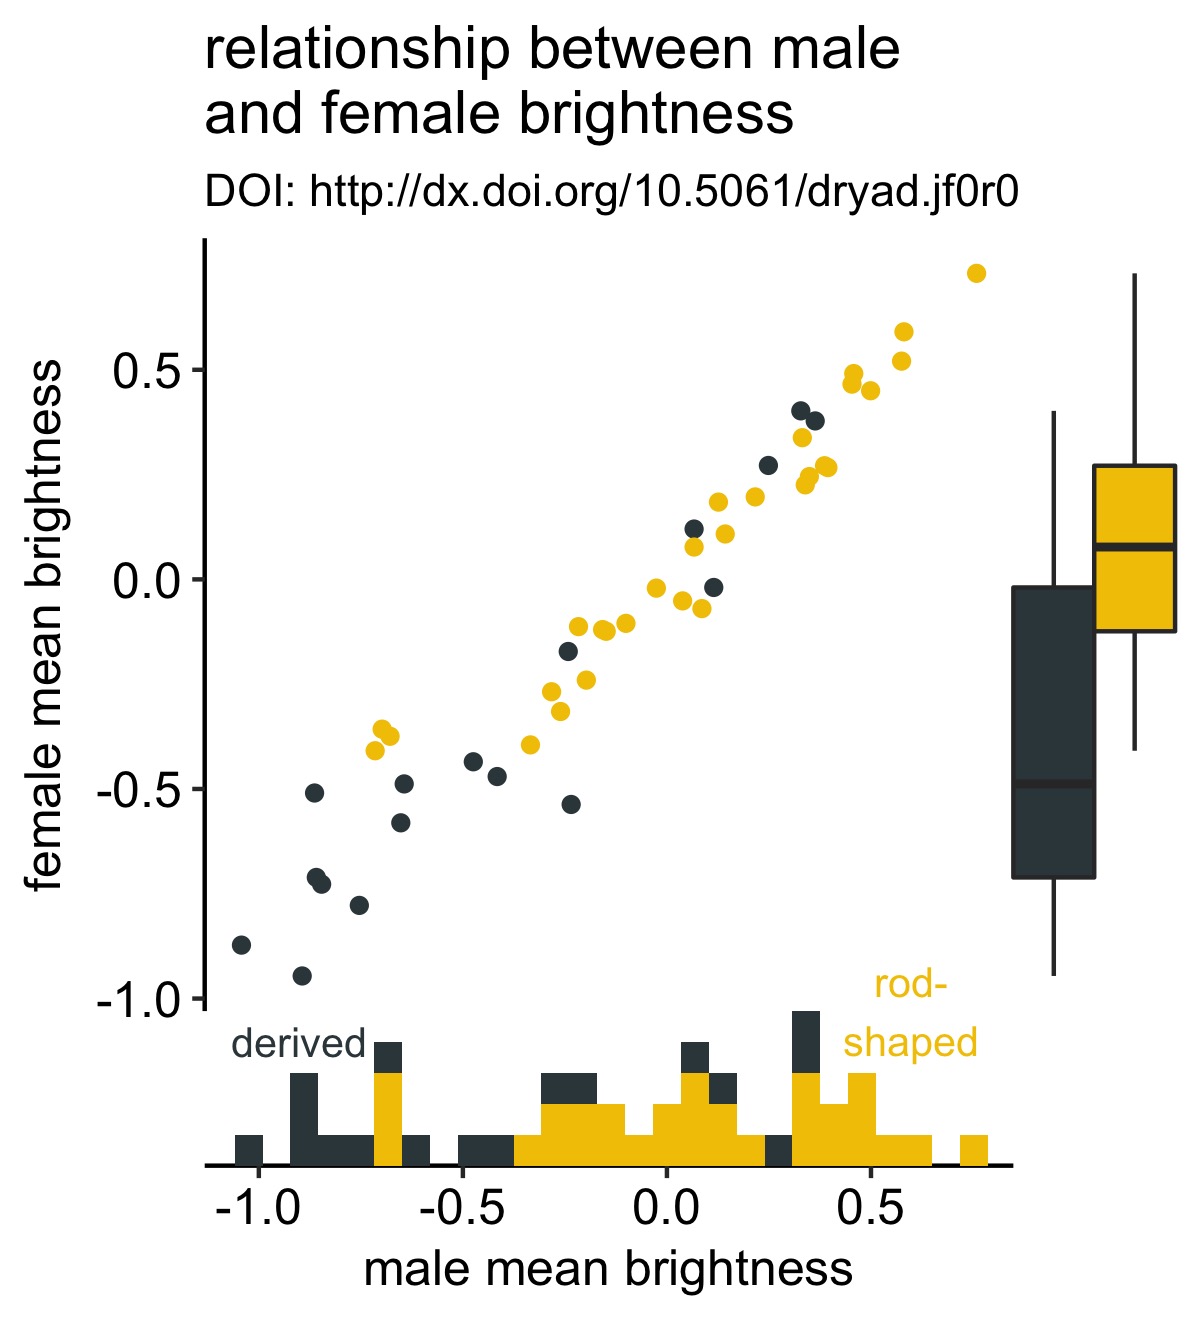 relationship between male
and female brightness
DOI: http://dx.doi.org/10.5061/dryad.jf0r0
female mean brightness
0.5
0.0
-0.5
-1.0
rod-
shaped
derived
-1.0 -0.5 0.0 0.5
male mean brightness